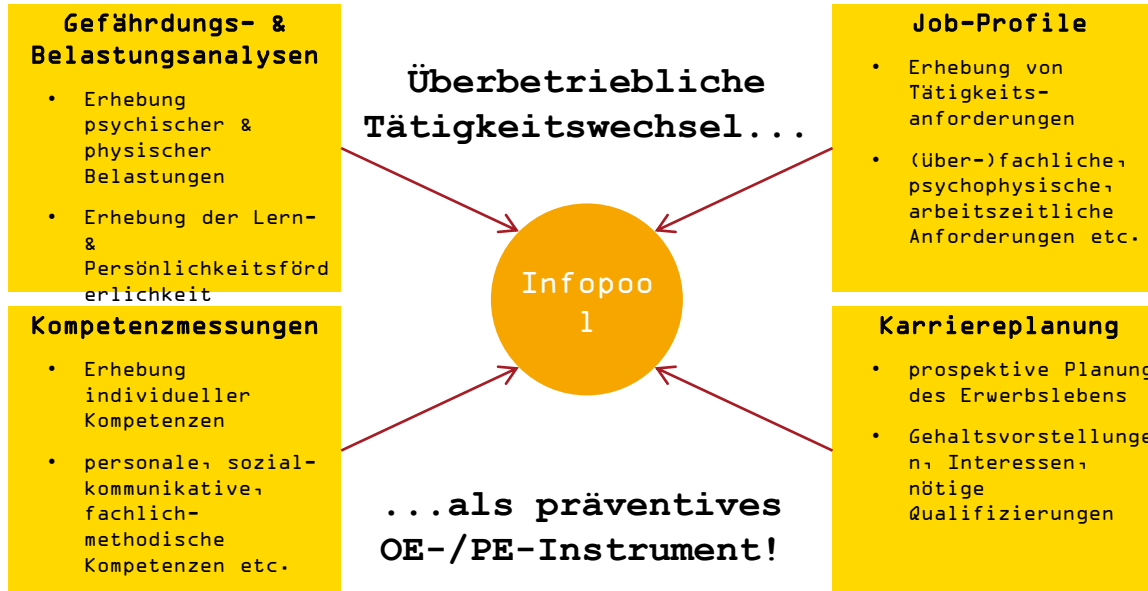 Gefährdungs- &
Belastungsanalysen
• Erhebung
psychischer &
physischer
Belastungen
• Erhebung der Lern-
&
Persönlichkeitsförd
erlichkeit
Überbetriebliche
Tätigkeitswechsel...
Job-Profile
• Erhebung von
Tätigkeits-
anforderungen
• (über-)fachliche,
psychophysische,
arbeitszeitliche
Anforderungen etc.
Infopoo
l
Kompetenzmessungen
• Erhebung
individueller
Kompetenzen
• personale, sozial-
kommunikative,
fachlich-
methodische
Kompetenzen etc.
...als präventives
OE-/PE-Instrument!
Karriereplanung
• prospektive Planung
des Erwerbslebens
• Gehaltsvorstellunge
n, Interessen,
nötige
Qualifizierungen